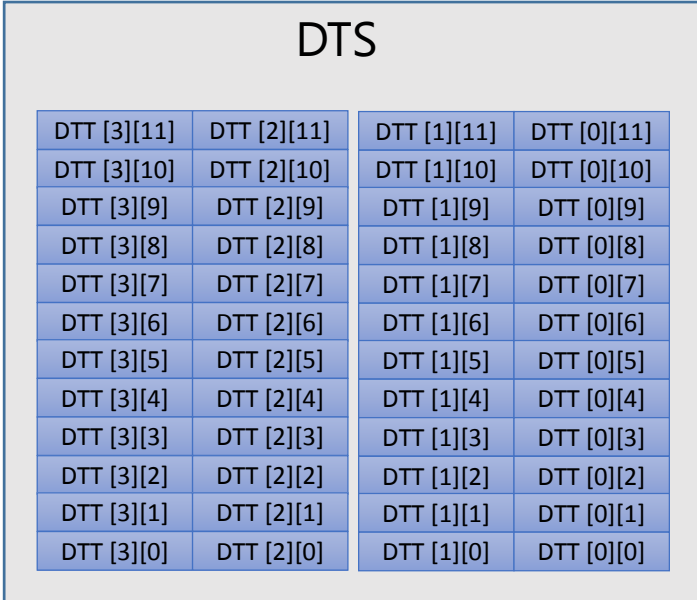 DTS
DTT [3][11] DTT [2][11] DTT [1][11] DTT [0][11]
DTT [3][10] DTT [2][10] DTT [1][10] DTT [0][10]
DTT [3][9] DTT [2][9] DTT [1][9] DTT [0][9]
DTT [3][8] DTT [2][8] DTT [1][8] DTT [0][8]
DTT [3][7] DTT [2][7] DTT [1][7] DTT [0][7]
DTT [3][6] DTT [2][6] DTT [1][6] DTT [0][6]
DTT [3][5] DTT [2][5] DTT [1][5] DTT [0][5]
DTT [3][4] DTT [2][4] DTT [1][4] DTT [0][4]
DTT [3][3] DTT [2][3] DTT [1][3] DTT [0][3]
DTT [3][2] DTT [2][2] DTT [1][2] DTT [0][2]
DTT [3][1] DTT [2][1] DTT [1][1] DTT [0][1]
DTT [3][0] DTT [2][0] DTT [1][0] DTT [0][0]